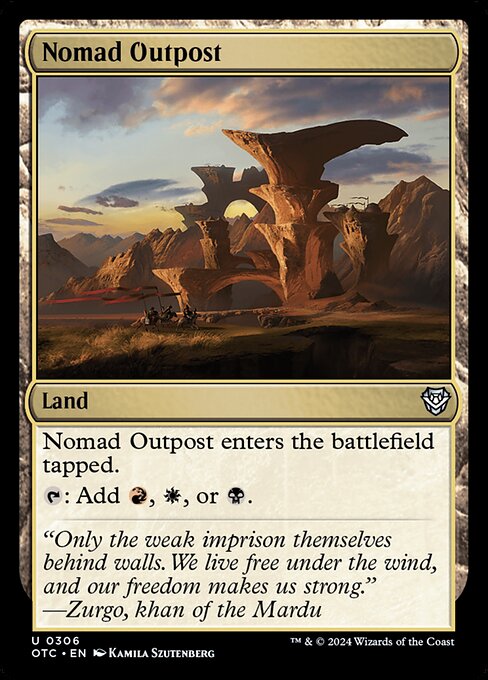 Nomad Outpost
Land
Nomad Outpost enters the battlefield
tapped.
: Add , , or .
“Only the weak imprison themselves
behind walls. We live free under the wind,
and our freedom makes us strong.”
—Zurgo, khan of the Mardu
U 0306
OTC • EN Kamila Szutenberg
™ & © 2024 Wizards of the Coast